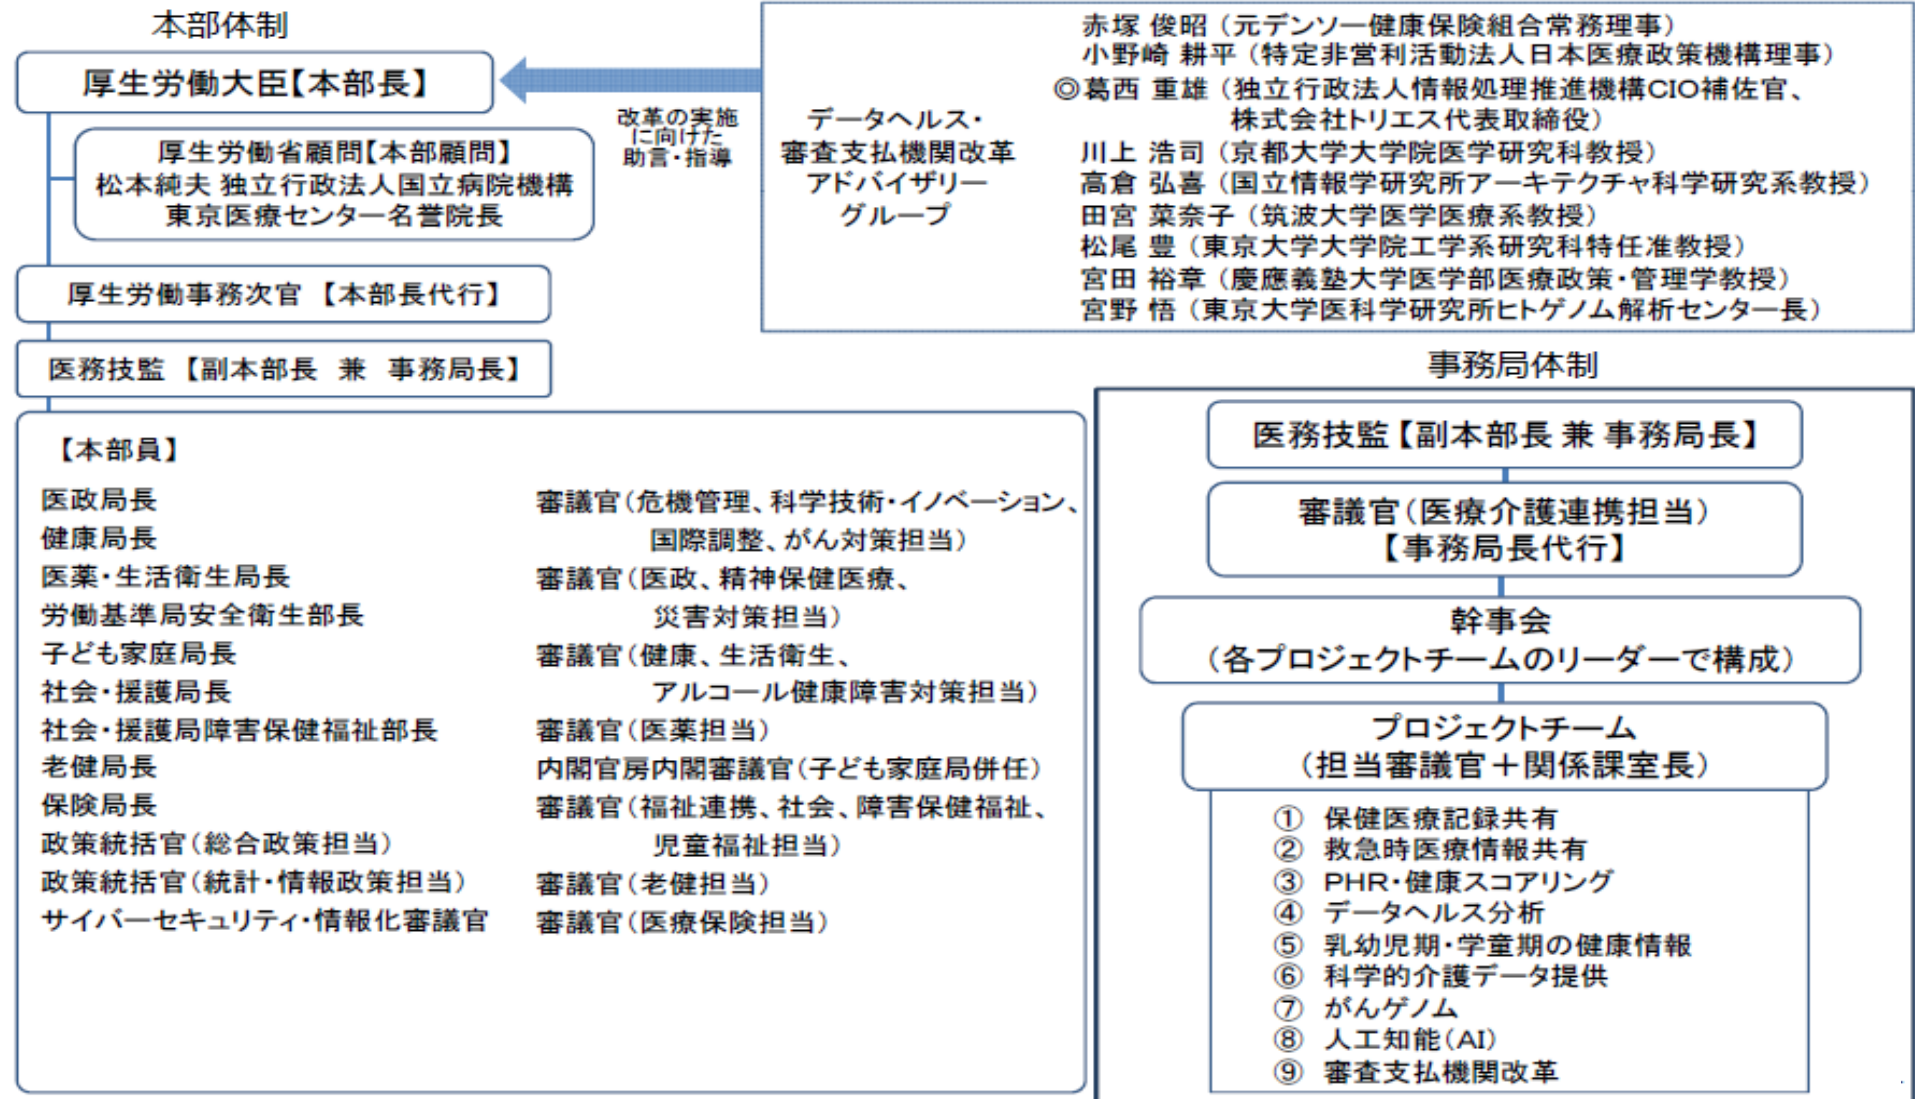 本部体制
厚生労働大臣【本部長】
厚生労働省顧問【本部顧問】
松本純夫 独立行政法人国立病院機構
東京医療センター名誉院長
厚生労働事務次官 【本部長代行】
医務技監 【副本部長 兼 事務局長】
改革の実施
に向けた
助言・指導
データヘルス・
審査支払機関改革
アドバイザリー
グループ
赤塚 俊昭（元デンソー健康保険組合常務理事）
小野崎 耕平（特定非営利活動法人日本医療政策機構理事）
◎葛西 重雄（独立行政法人情報処理推進機構CIO補佐官、
株式会社トリエス代表取締役）
川上 浩司（京都大学大学院医学研究科教授）
高倉 弘喜（国立情報学研究所アーキテクチャ科学研究系教授）
田宮 菜奈子（筑波大学医学医療系教授）
松尾 豊（東京大学大学院工学系研究科特任准教授）
宮田 裕章（慶應義塾大学医学部医療政策・管理学教授）
宮野 悟（東京大学医科学研究所ヒトゲノム解析センター長）
【本部員】
医政局長
健康局長
医薬・生活衛生局長
労働基準局安全衛生部長
子ども家庭局長
社会・援護局長
社会・援護局障害保健福祉部長
老健局長
保険局長
政策統括官（総合政策担当）
政策統括官（統計・情報政策担当）
サイバーセキュリティ・情報化審議官
審議官（危機管理、科学技術・イノベーション、
国際調整、がん対策担当）
審議官（医政、精神保健医療、
災害対策担当）
審議官（健康、生活衛生、
アルコール健康障害対策担当）
審議官（医薬担当）
内閣官房内閣審議官（子ども家庭局併任）
審議官（福祉連携、社会、障害保健福祉、
児童福祉担当）
審議官（老健担当）
審議官（医療保険担当）
事務局体制
医務技監【副本部長 兼 事務局長】
審議官（医療介護連携担当）
【事務局長代行】
幹事会
（各プロジェクトチームのリーダーで構成）
プロジェクトチーム
（担当審議官＋関係課室長）
① 保健医療記録共有
② 救急時医療情報共有
③ PHR・健康スコアリング
④ データヘルス分析
⑤ 乳幼児期・学童期の健康情報
⑥ 科学的介護データ提供
⑦ がんゲノム
⑧ 人工知能（AI）
⑨ 審査支払機関改革